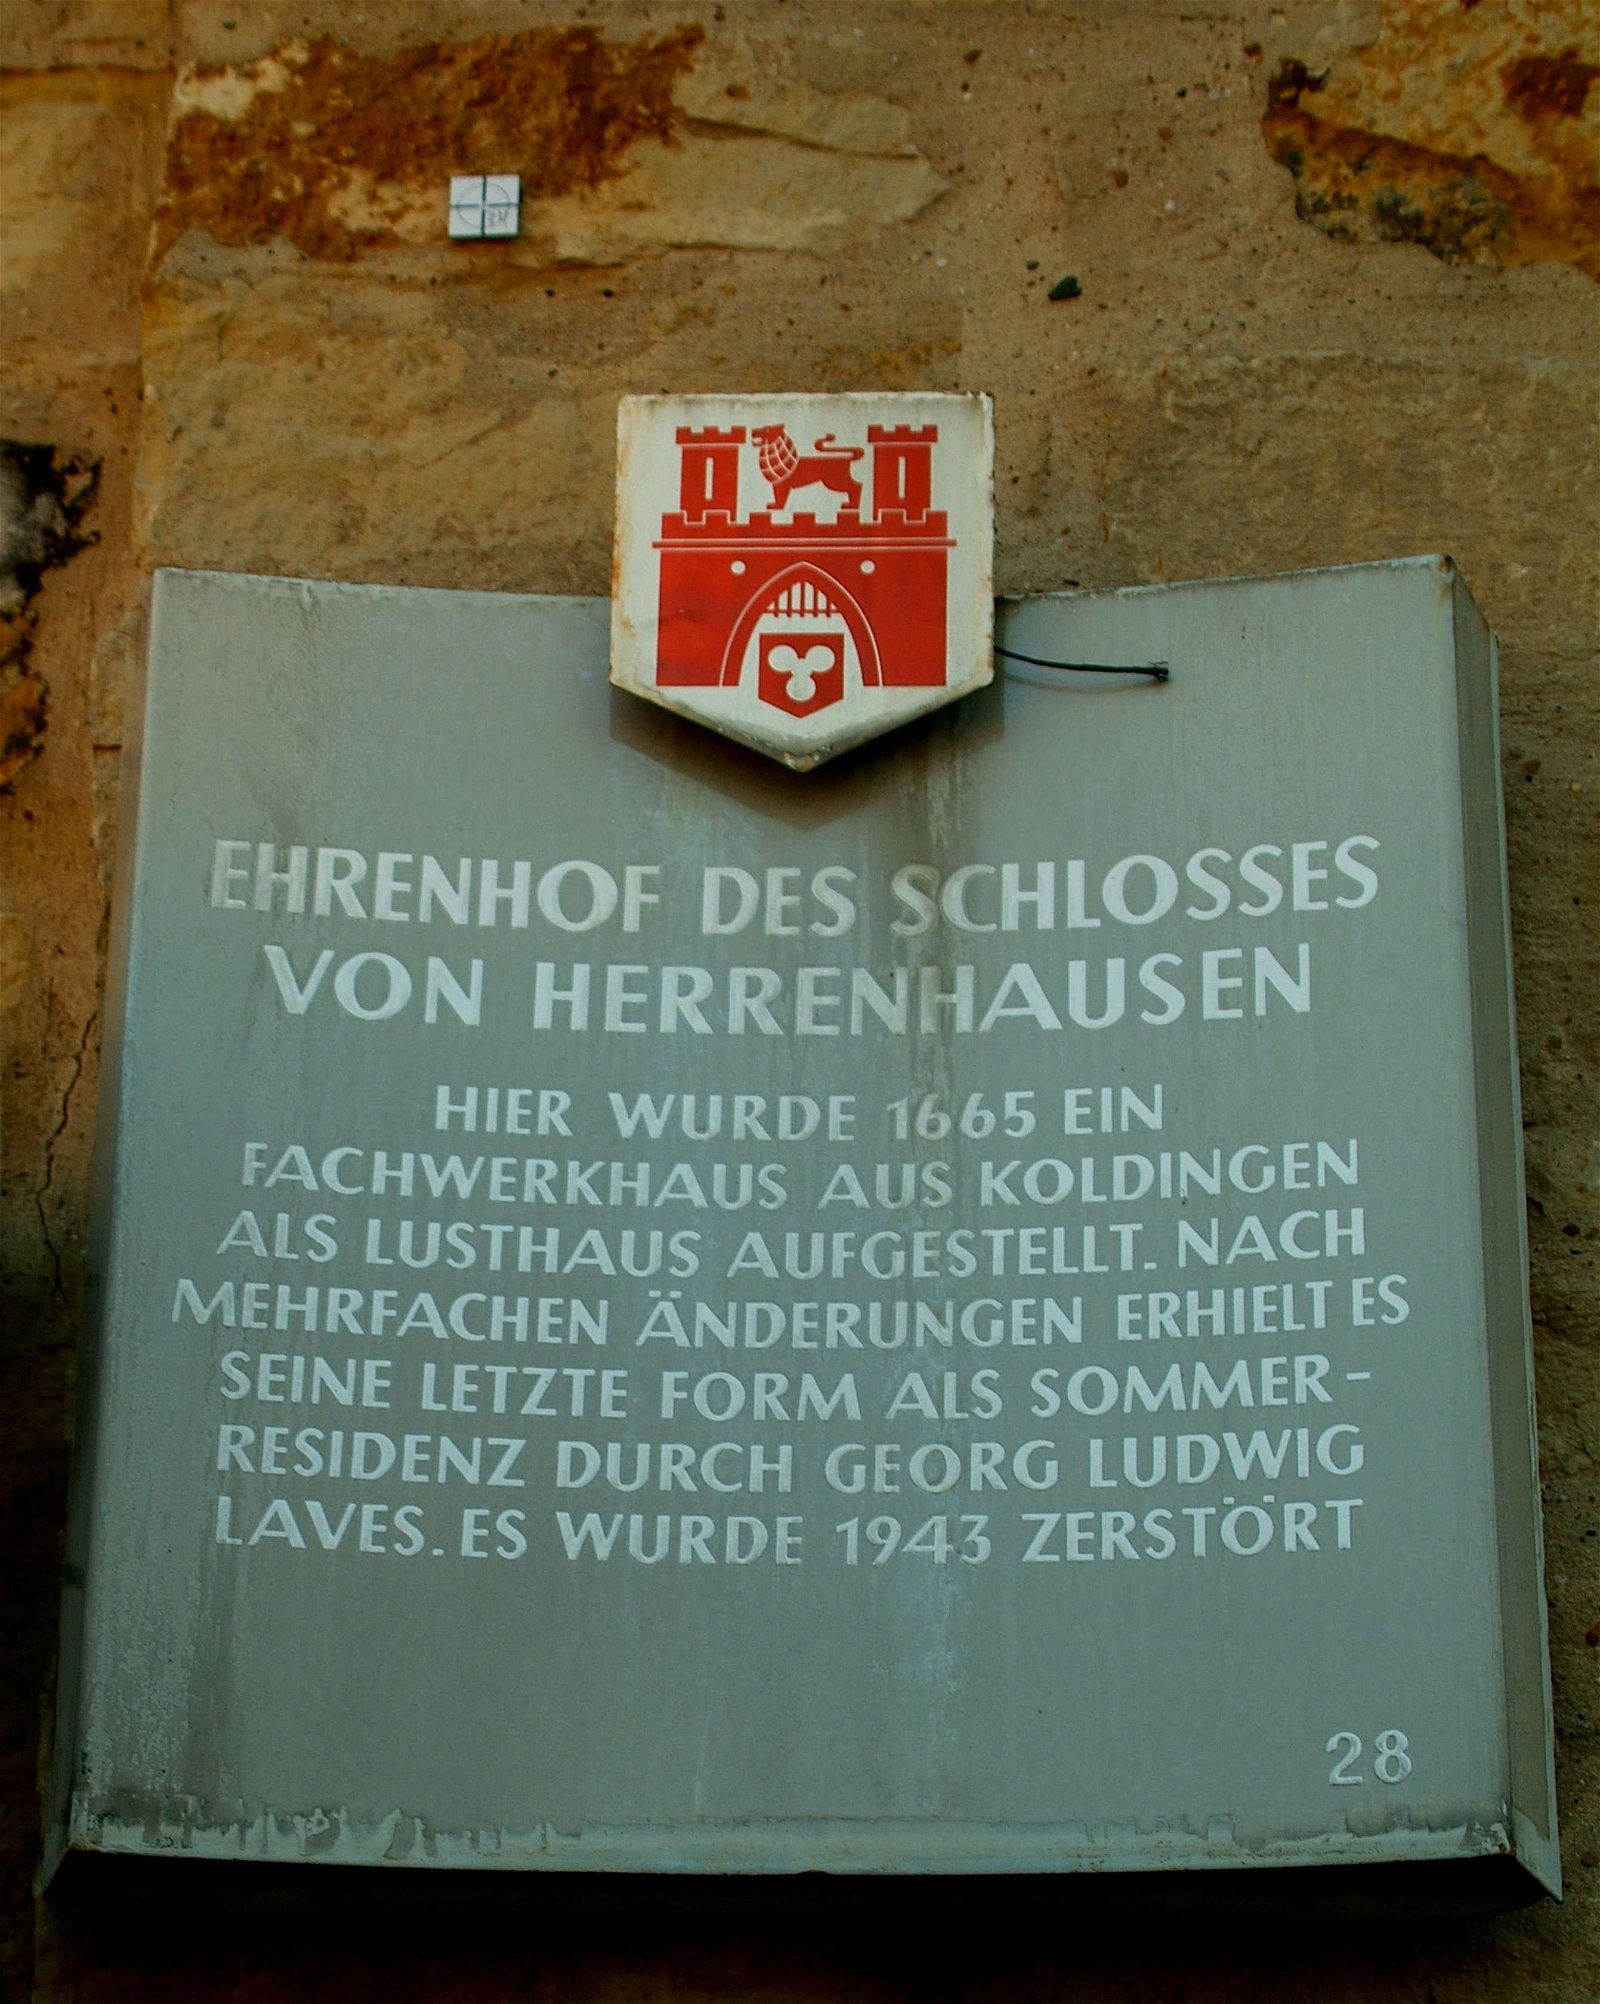 EHRENHOF DES SCHLOSSES
VON HERRENHAUSEN
HIER WURDE 1665 EIN
FACHWERKHAUS AUS KOLDINGEN
ALS LUSTHAUS AUFGESTELLT. NACH
MEHRFACHEN ÄNDERUNGEN ERHIELT ES
SEINE LETZTE FORM ALS SOMMER-
RESIDENZ DURCH GEORG LUDWIG
LAVES. ES WURDE 1943 ZERSTÖRT
28